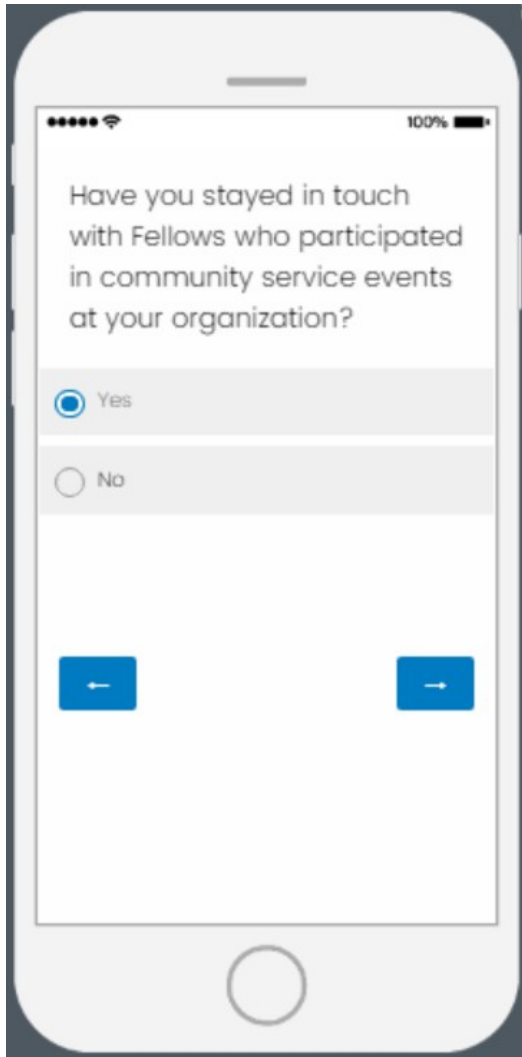 100%
Have you stayed in touch
with Fellows who participated
in community service events
at your organization?
Yes
No
← →